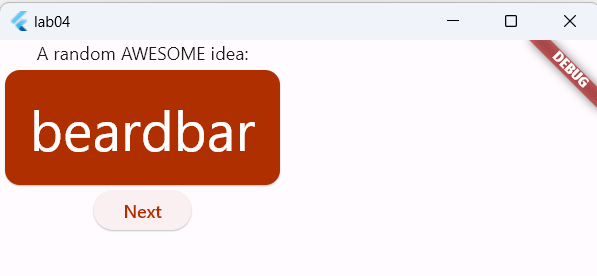 lab04
A random AWESOME idea:
DEBUG
beardbar
Next